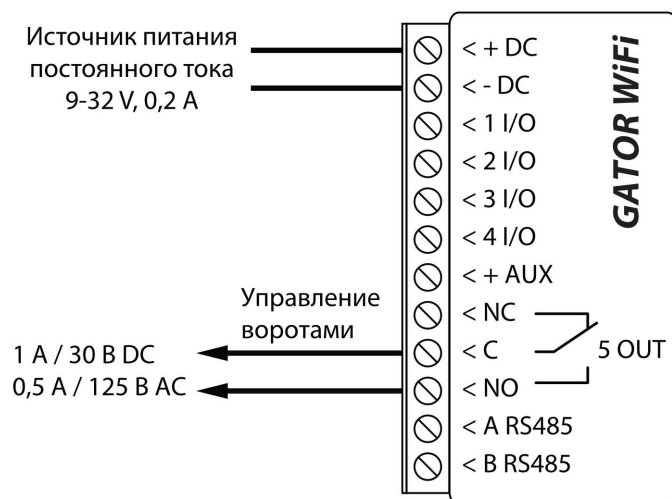 Источник питания
постоянного тока
9-32 V, 0,2 A
< + DC
< - DC
< 1 I/O
< 2 I/O
< 3 I/O
< 4 I/O
< + AUX
< NC
< C
< NO
< A RS485
< B RS485
5 OUT
GATOR WiFi
Управление
воротами
1 A / 30 В DC
0,5 A / 125 В AC